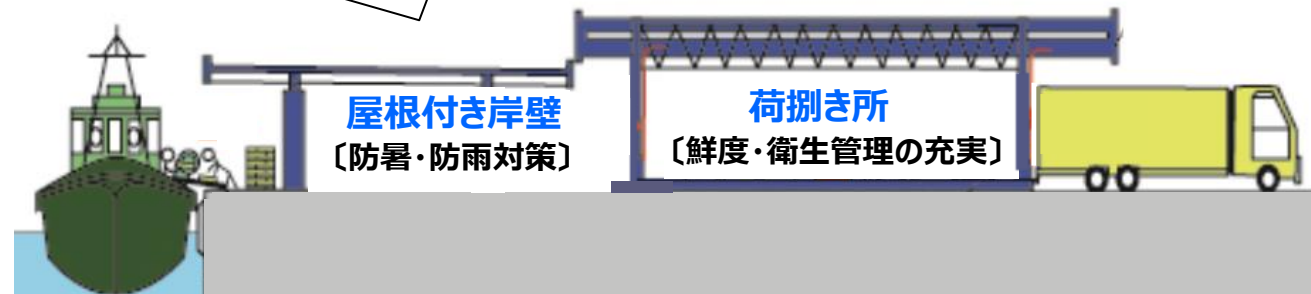 屋根付き岸壁
〔防暑・防雨対策〕
荷捌き所
〔鮮度・衛生管理の充実〕